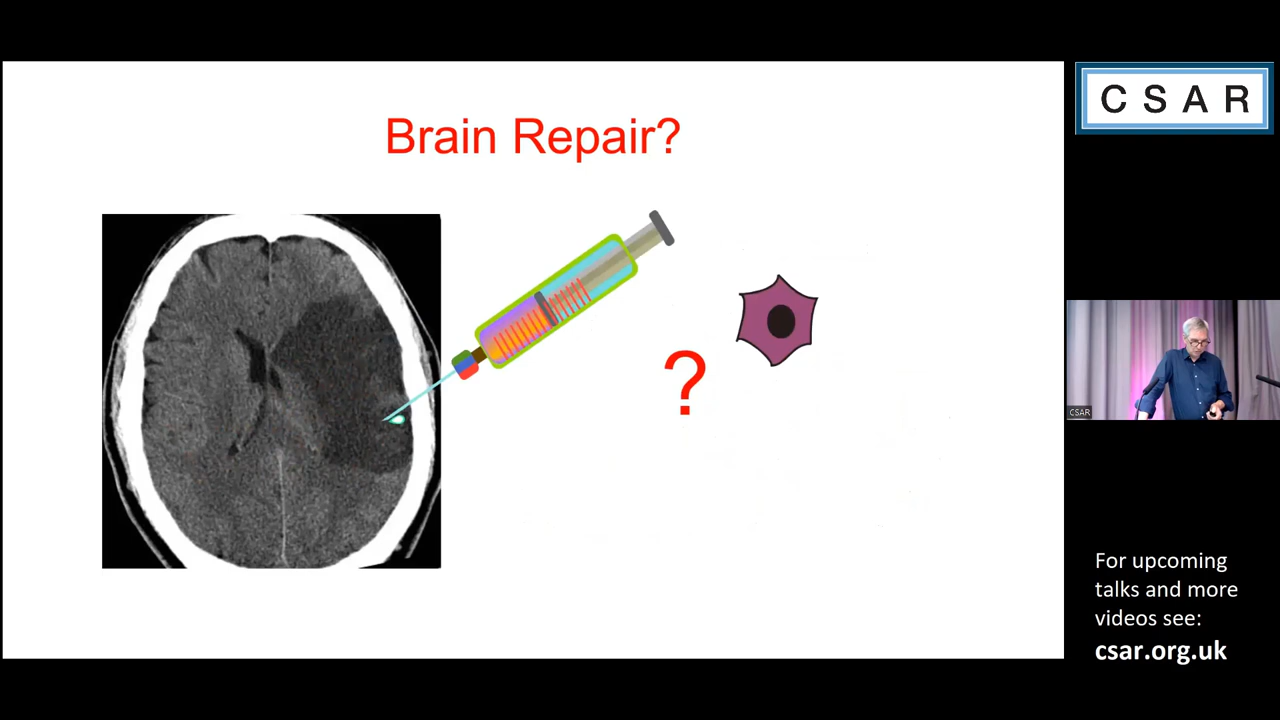 Brain Repair?
?
C S A R
CSAR
For upcoming
talks and more
videos see:
csar.org.uk